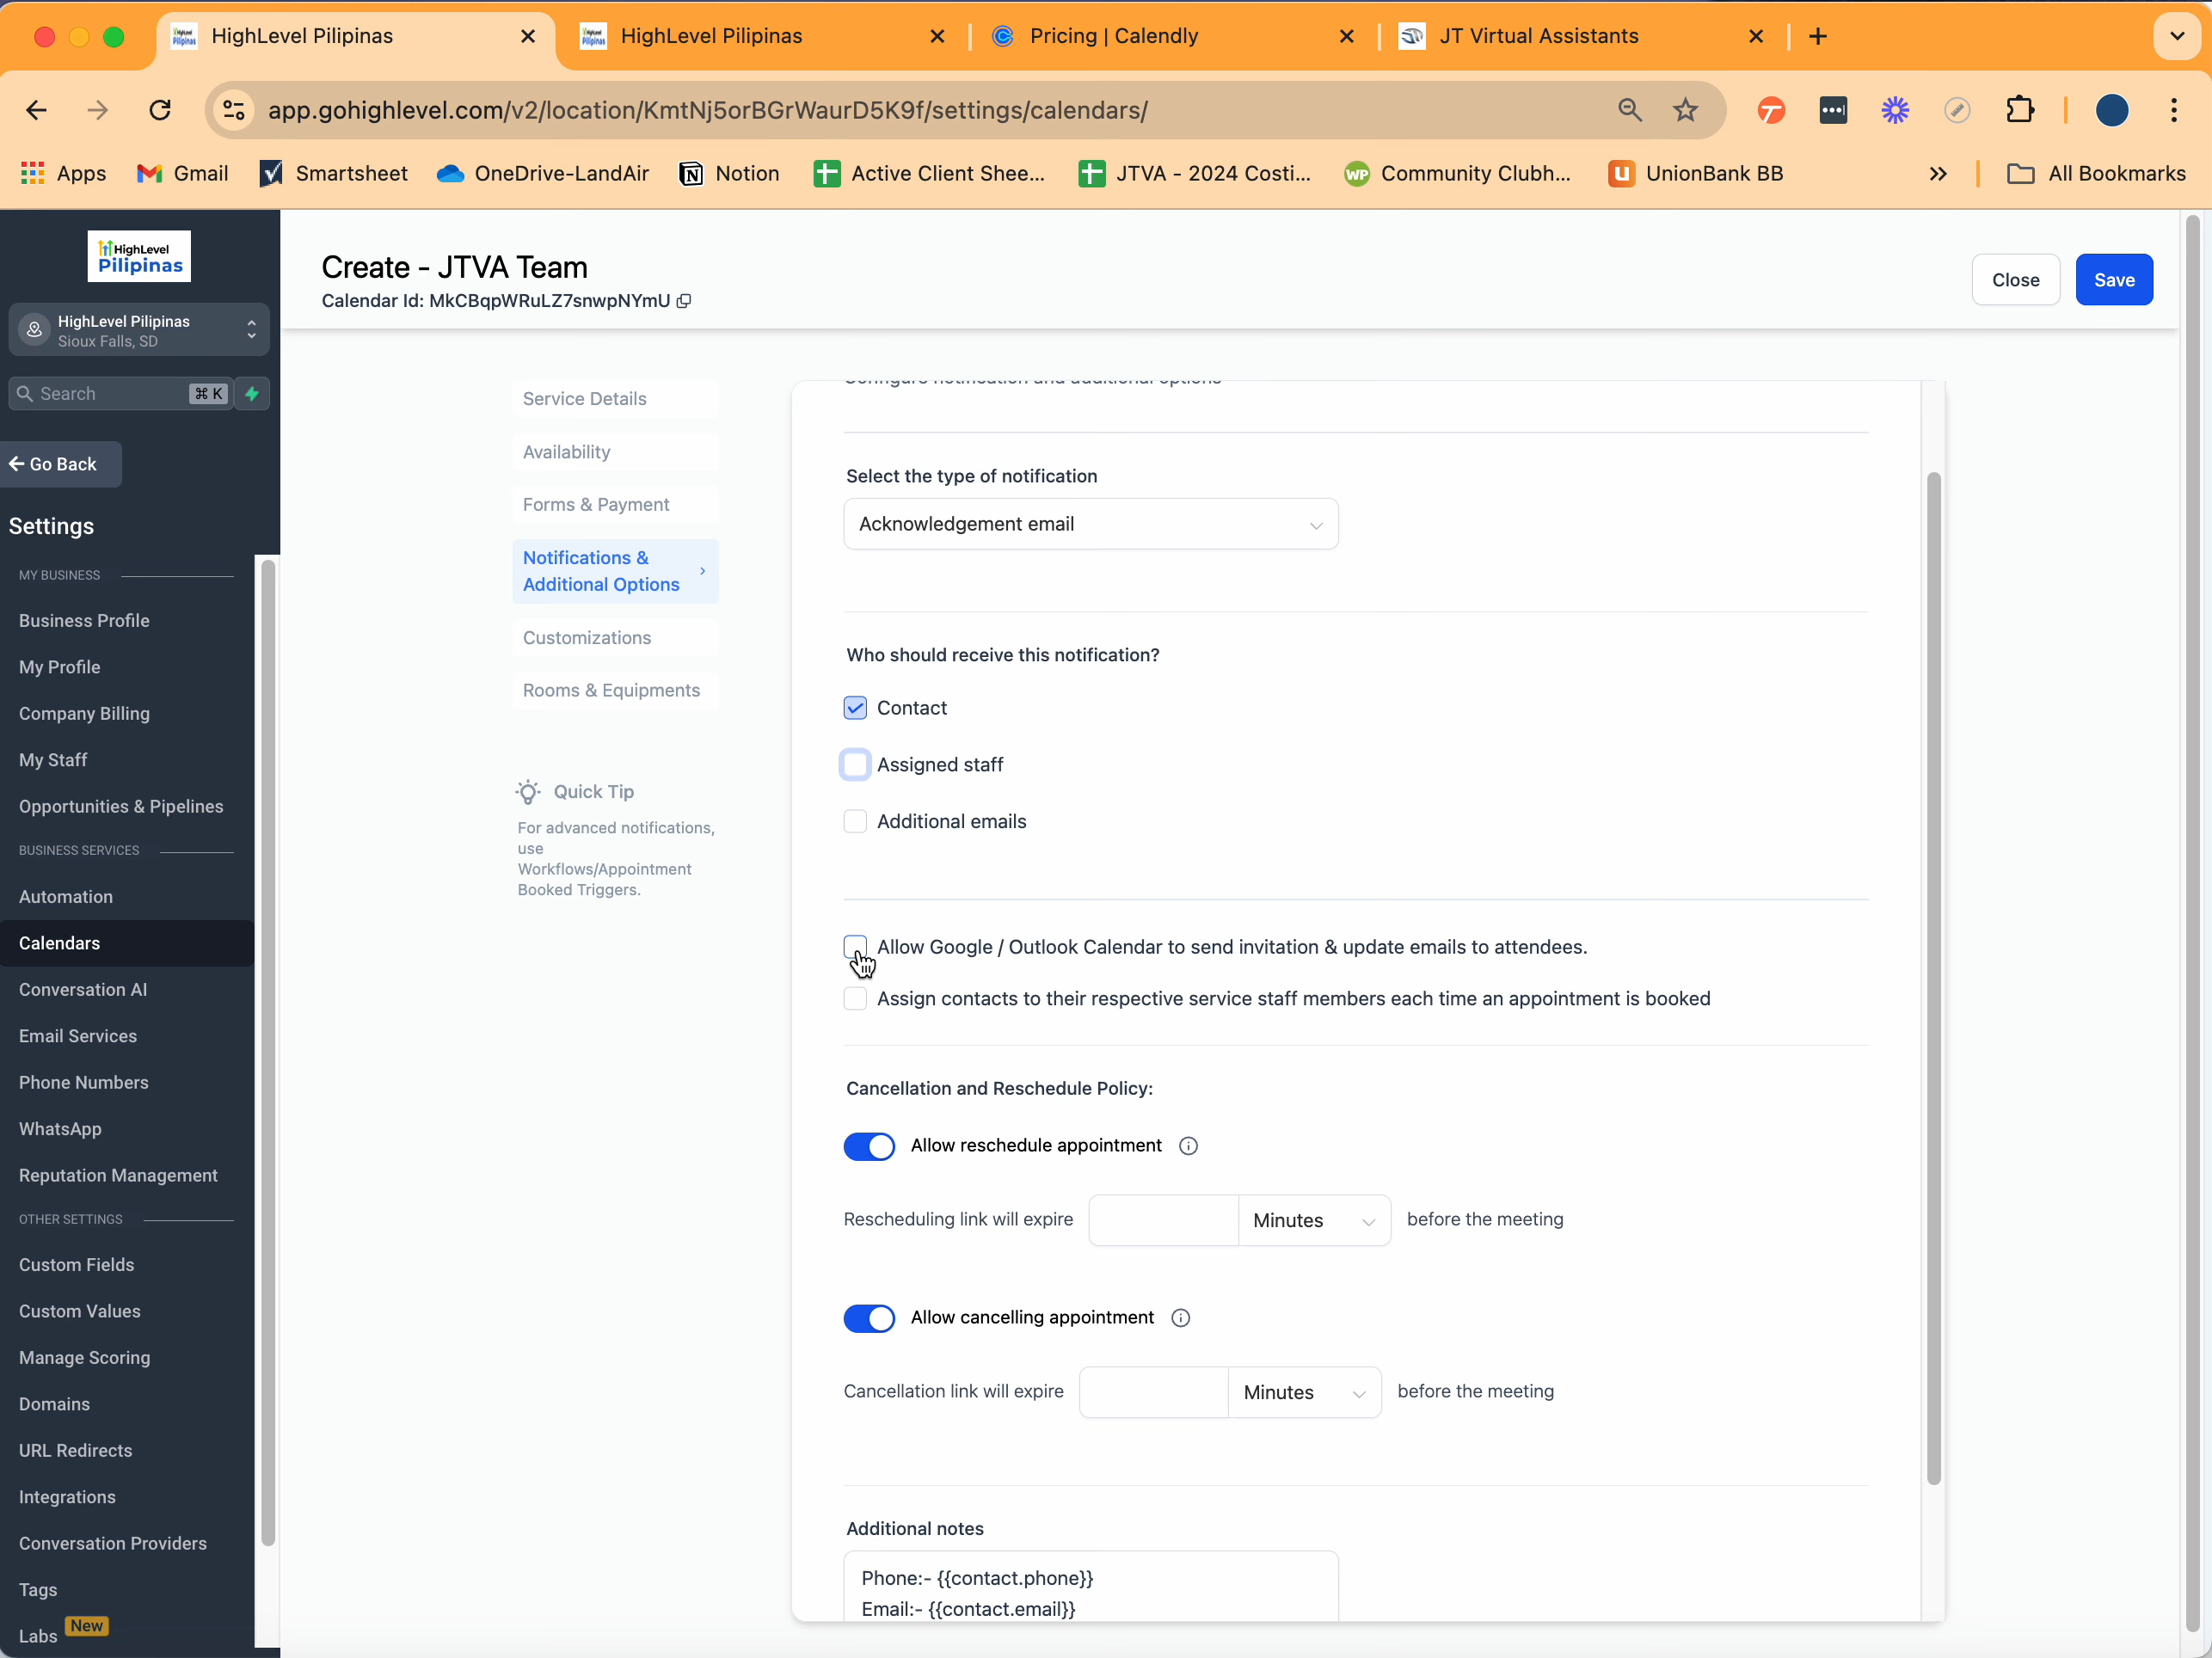 HighLevel Pilipinas
HighLevel Pilipinas
Pricing | Calendly
JT Virtual Assistants
app.gohighlevel.com/v2/location/KmtNj5orBGrWaurD5K9f/settings/calendars/
Apps
Gmail
Smartsheet
OneDrive-LandAir
Notion
Active Client Shee...
JTVA - 2024 Costi...
Community Clubh...
UnionBank BB
All Bookmarks
HighLevel
Pilipinas
HighLevel Pilipinas
Sioux Falls, SD
Search
⌘ K
Go Back
Settings
MY BUSINESS
Business Profile
My Profile
Company Billing
My Staff
Opportunities & Pipelines
BUSINESS SERVICES
Automation
Calendars
Conversation AI
Email Services
Phone Numbers
WhatsApp
Reputation Management
OTHER SETTINGS
Custom Fields
Custom Values
Manage Scoring
Domains
URL Redirects
Integrations
Conversation Providers
Tags
Labs New
Create - JTVA Team
Calendar Id: MkCBqpWRuLZ7snwpNYmU
Close
Save
Service Details
Availability
Forms & Payment
Notifications &
Additional Options
Customizations
Rooms & Equipments
Quick Tip
For advanced notifications,
use
Workflows/Appointment
Booked Triggers.
Configure notification and additional options
Select the type of notification
Acknowledgement email
Who should receive this notification?
Contact
Assigned staff
Additional emails
Allow Google / Outlook Calendar to send invitation & update emails to attendees.
Assign contacts to their respective service staff members each time an appointment is booked
Cancellation and Reschedule Policy:
Allow reschedule appointment
Rescheduling link will expire Minutes before the meeting
Allow cancelling appointment
Cancellation link will expire Minutes before the meeting
Additional notes
Phone:- {{contact.phone}}
Email:- {{contact.email}}